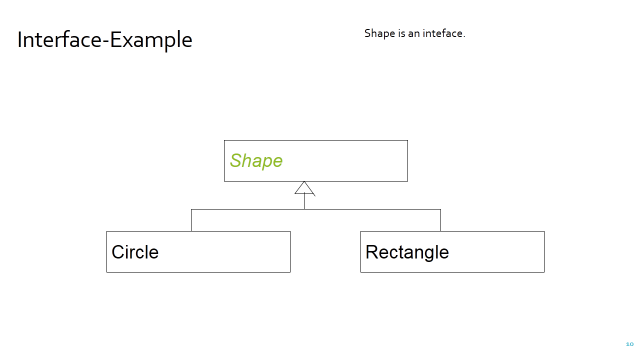 Interface-Example
Shape is an inteface.
Shape
Circle
Rectangle